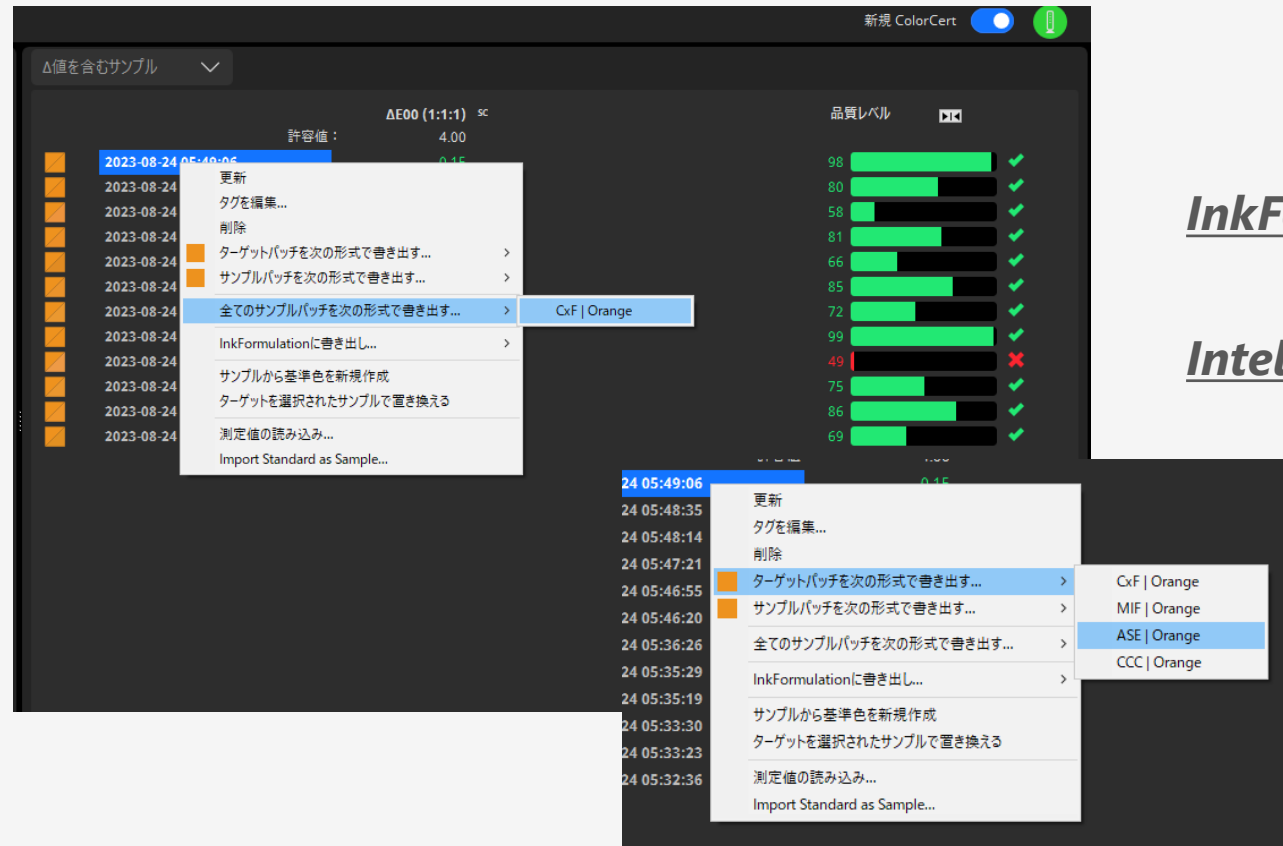 新規 ColorCert
Δ値を含むサンプル
ΔE00 (1:1:1) SC
品質レベル
許容値： 4.00
2023-08-24 05:49:06 0.15 98
2023-08-24 80
2023-08-24 58
2023-08-24 81
2023-08-24 66
2023-08-24 85
2023-08-24 72
2023-08-24 99
2023-08-24 49
2023-08-24 75
2023-08-24 86
2023-08-24 69
更新
タグを編集...
削除
ターゲットパッチを次の形式で書き出す...
サンプルパッチを次の形式で書き出す...
全てのサンプルパッチを次の形式で書き出す...
CxF | Orange
InkFormulationに書き出し...
サンプルから基準色を新規作成
ターゲットを選択されたサンプルで置き換える
測定値の読み込み...
Import Standard as Sample...
InkF
Intel
24 05:49:06 0.15
24 05:48:35
24 05:48:14
24 05:47:21
24 05:46:55
24 05:46:20
24 05:36:26
24 05:35:29
24 05:35:19
24 05:33:30
24 05:33:23
24 05:32:36
更新
タグを編集...
削除
ターゲットパッチを次の形式で書き出す...
サンプルパッチを次の形式で書き出す...
全てのサンプルパッチを次の形式で書き出す...
InkFormulationに書き出し...
サンプルから基準色を新規作成
ターゲットを選択されたサンプルで置き換える
測定値の読み込み...
Import Standard as Sample...
CxF | Orange
MIF | Orange
ASE | Orange
CCC | Orange